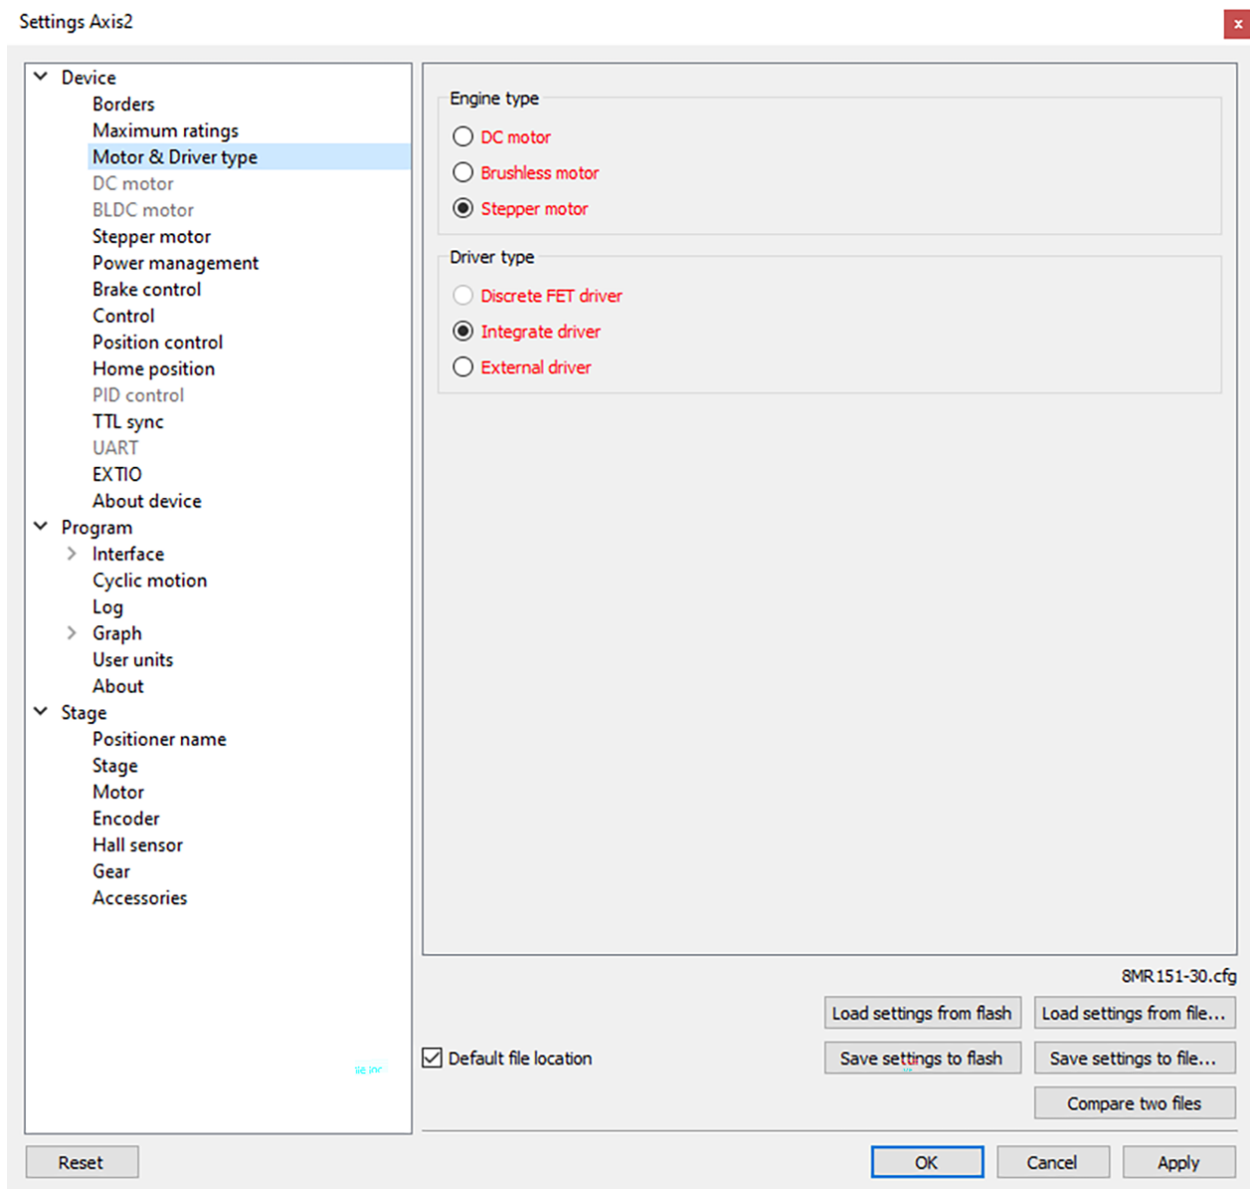 Settings Axis2
x
Device
Borders
Maximum ratings
Motor & Driver type
DC motor
BLDC motor
Stepper motor
Power management
Brake control
Control
Position control
Home position
PID control
TTL sync
UART
EXTIO
About device
Program
Interface
Cyclic motion
Log
Graph
User units
About
Stage
Positioner name
Stage
Motor
Encoder
Hall sensor
Gear
Accessories
Engine type
DC motor
Brushless motor
Stepper motor
Driver type
Discrete FET driver
Integrate driver
External driver
8MR151-30.cfg
Load settings from flash
Load settings from file...
Default file location
Save settings to flash
Save settings to file...
Compare two files
Reset
OK
Cancel
Apply